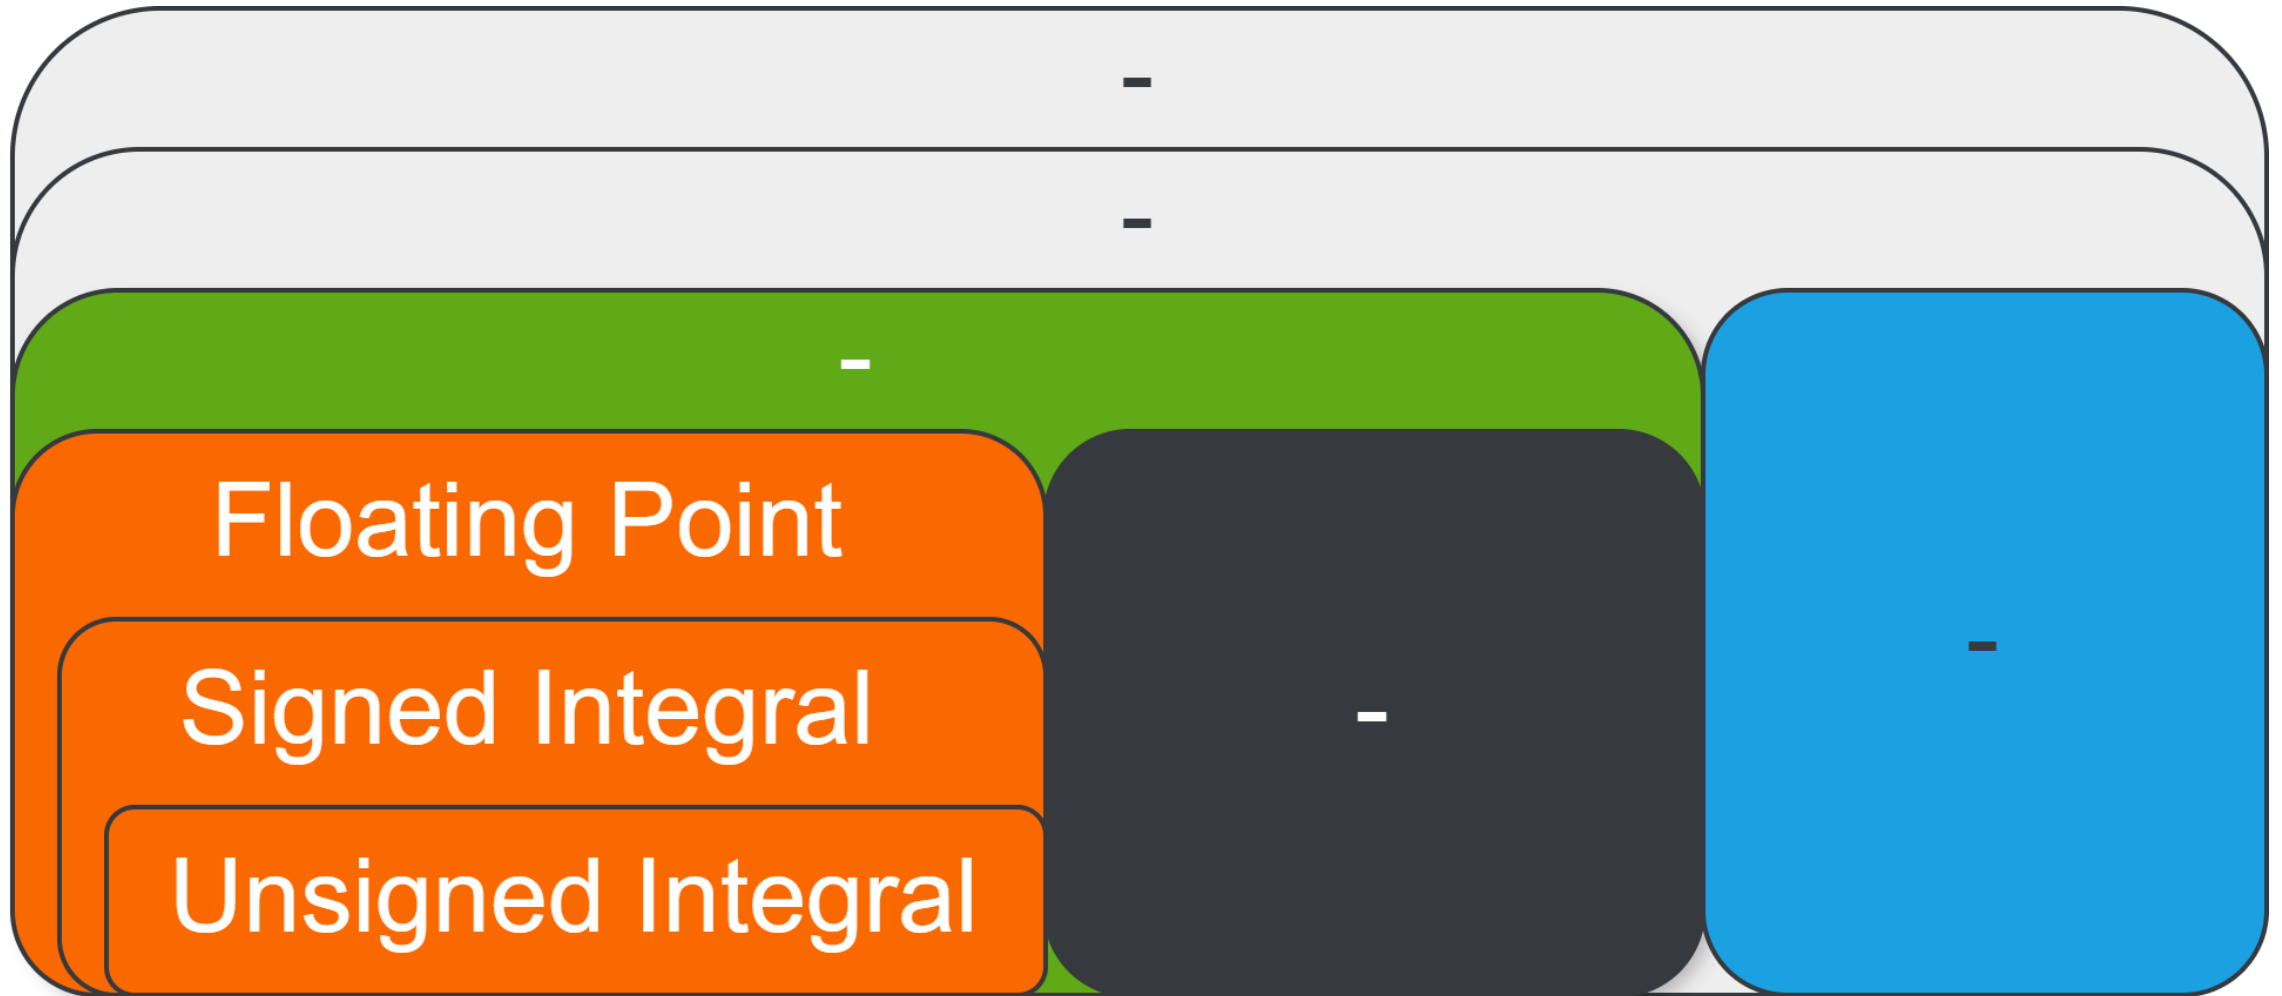 -
-
-
Floating Point
Signed Integral
-
-
Unsigned Integral